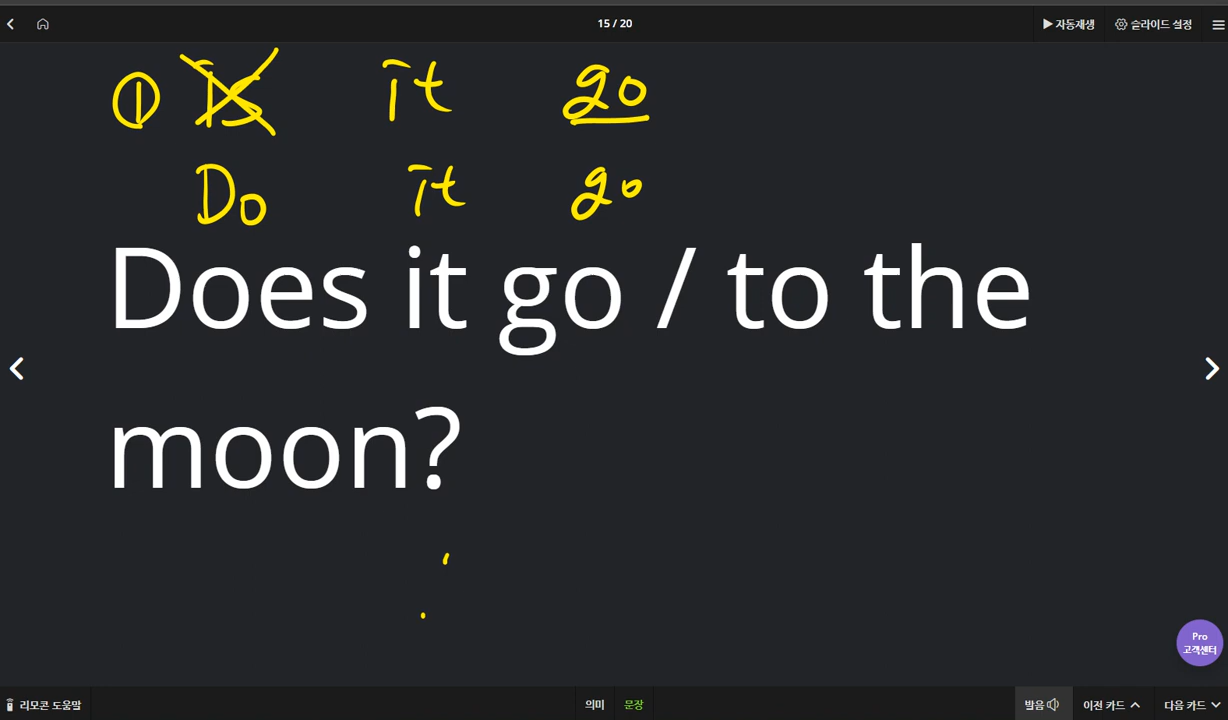 15 / 20
자동재생
슬라이드 설정
① Is it go
Do it go
Does it go / to the
moon?
Pro
고객센터
리모콘 도움말
의미
문장
발음
이전 카드
다음 카드